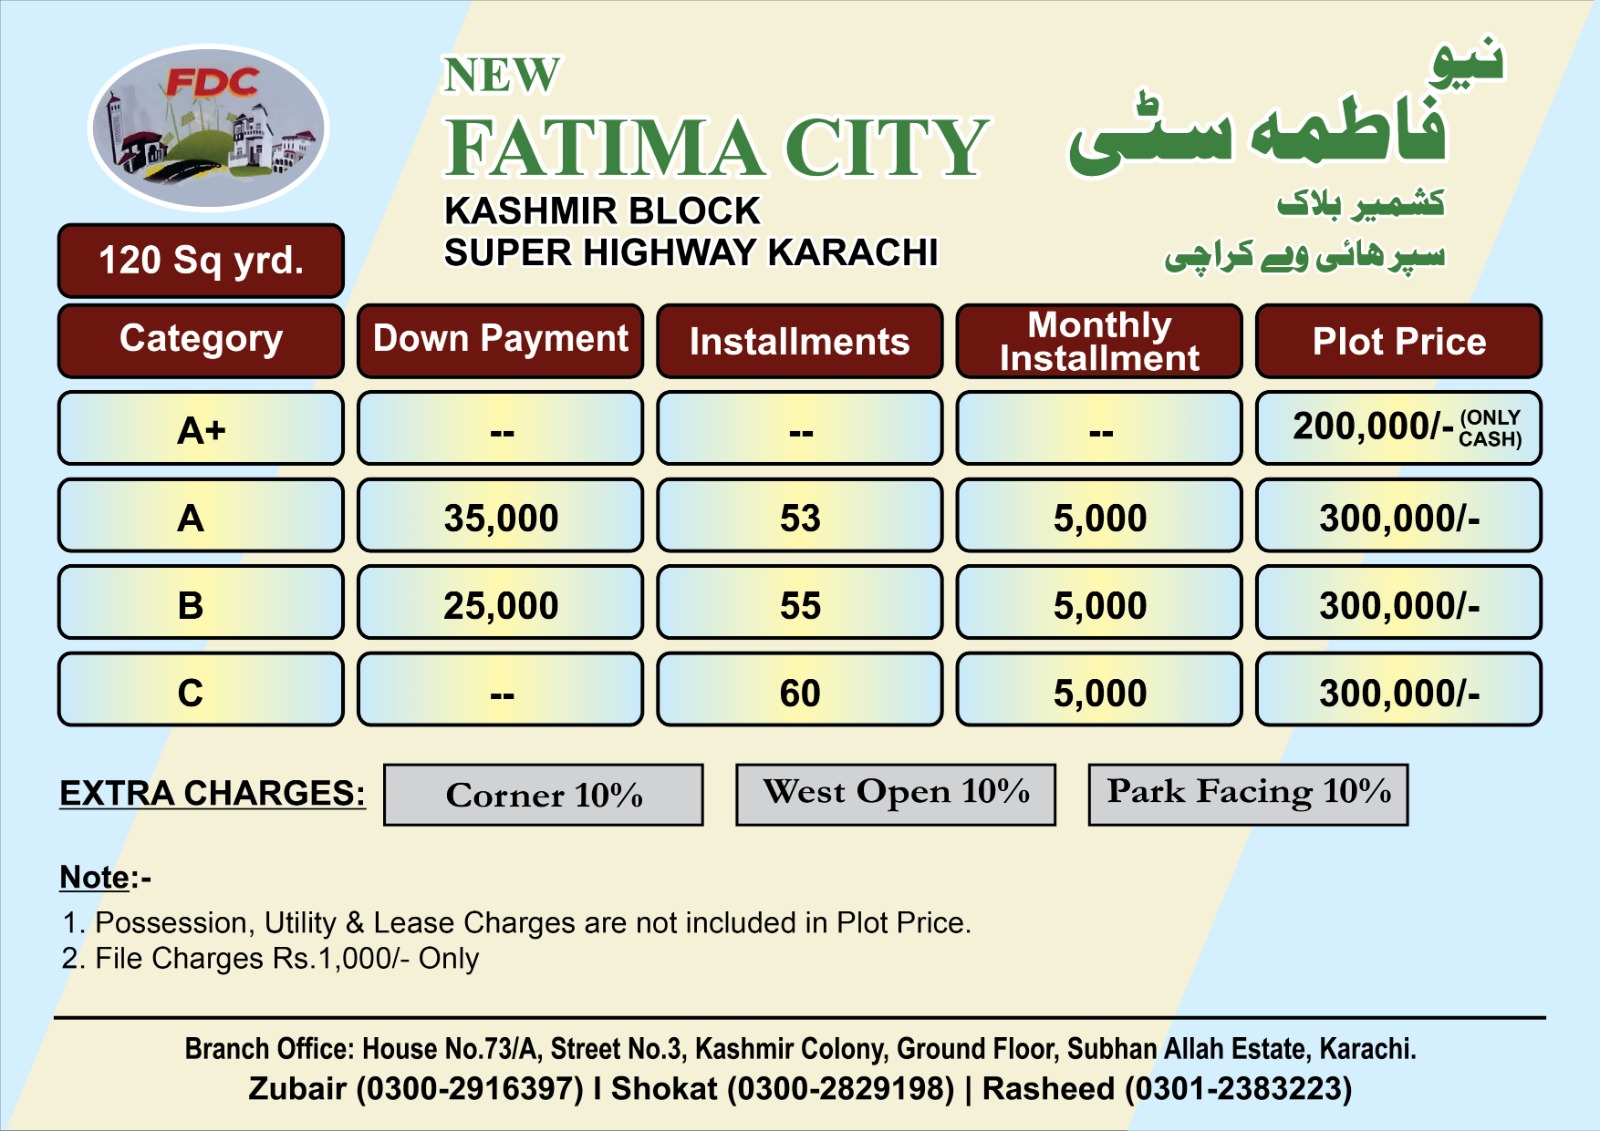 FDC
NEW
FATIMA CITY
KASHMIR BLOCK
SUPER HIGHWAY KARACHI
نیو
فاطمہ سٹی
کشمیر بلاک
سپر ھائی وے کراچی
120 Sq yrd.
Category Down Payment Installments Monthly Installment Plot Price
A+ -- -- -- 200,000/- (ONLY CASH)
A 35,000 53 5,000 300,000/-
B 25,000 55 5,000 300,000/-
C -- 60 5,000 300,000/-
EXTRA CHARGES: Corner 10% West Open 10% Park Facing 10%
Note:-
1. Possession, Utility & Lease Charges are not included in Plot Price.
2. File Charges Rs.1,000/- Only
Branch Office: House No.73/A, Street No.3, Kashmir Colony, Ground Floor, Subhan Allah Estate, Karachi.
Zubair (0300-2916397) I Shokat (0300-2829198) | Rasheed (0301-2383223)